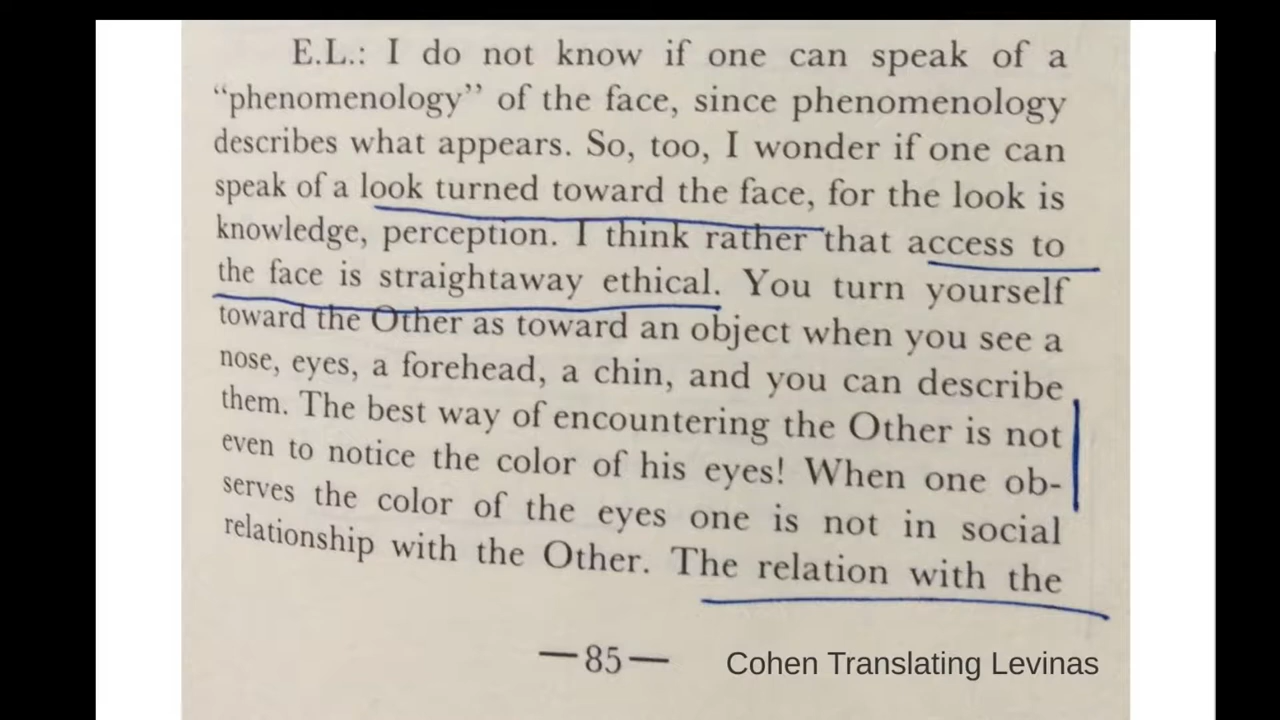 E.L.: I do not know if one can speak of a
“phenomenology” of the face, since phenomenology
describes what appears. So, too, I wonder if one can
speak of a look turned toward the face, for the look is
knowledge, perception. I think rather that access to
the face is straightaway ethical. You turn yourself
toward the Other as toward an object when you see a
nose, eyes, a forehead, a chin, and you can describe
them. The best way of encountering the Other is not
even to notice the color of his eyes! When one ob-
serves the color of the eyes one is not in social
relationship with the Other. The relation with the
—85—
Cohen Translating Levinas